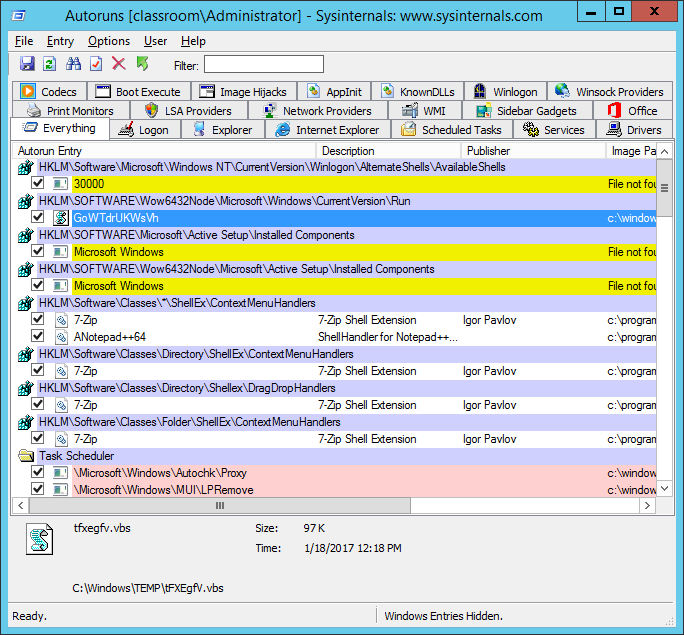 Autoruns [classroom\Administrator] - Sysinternals: www.sysinternals.com
File Entry Options User Help
Filter:
Codecs Boot Execute Image Hijacks AppInit KnownDLLs Winlogon Winsock Providers
Print Monitors LSA Providers Network Providers WMI Sidebar Gadgets Office
Everything Logon Explorer Internet Explorer Scheduled Tasks Services Drivers
Autorun Entry Description Publisher Image Pa
HKLM\Software\Microsoft\Windows NT\CurrentVersion\Winlogon\AlternateShells\AvailableShells
30000 File not fou
HKLM\SOFTWARE\Wow6432Node\Microsoft\Windows\CurrentVersion\Run
GoWTdrUKWsVh c:\window
HKLM\SOFTWARE\Microsoft\Active Setup\Installed Components
Microsoft Windows File not fou
HKLM\SOFTWARE\Wow6432Node\Microsoft\Active Setup\Installed Components
Microsoft Windows File not fou
HKLM\Software\Classes\*\ShellEx\ContextMenuHandlers
7-Zip 7-Zip Shell Extension Igor Pavlov c:\program
ANotepad++64 ShellHandler for Notepad++... c:\program
HKLM\Software\Classes\Directory\ShellEx\ContextMenuHandlers
7-Zip 7-Zip Shell Extension Igor Pavlov c:\program
HKLM\Software\Classes\Directory\Shellex\DragDropHandlers
7-Zip 7-Zip Shell Extension Igor Pavlov c:\program
HKLM\Software\Classes\Folder\ShellEx\ContextMenuHandlers
7-Zip 7-Zip Shell Extension Igor Pavlov c:\program
Task Scheduler
\Microsoft\Windows\Autochk\Proxy c:\window
\Microsoft\Windows\MUI\LPRemove c:\window
tfxegfv.vbs Size: 97 K
Time: 1/18/2017 12:18 PM
C:\Windows\TEMP\tFXEgfV.vbs
Ready. Windows Entries Hidden.